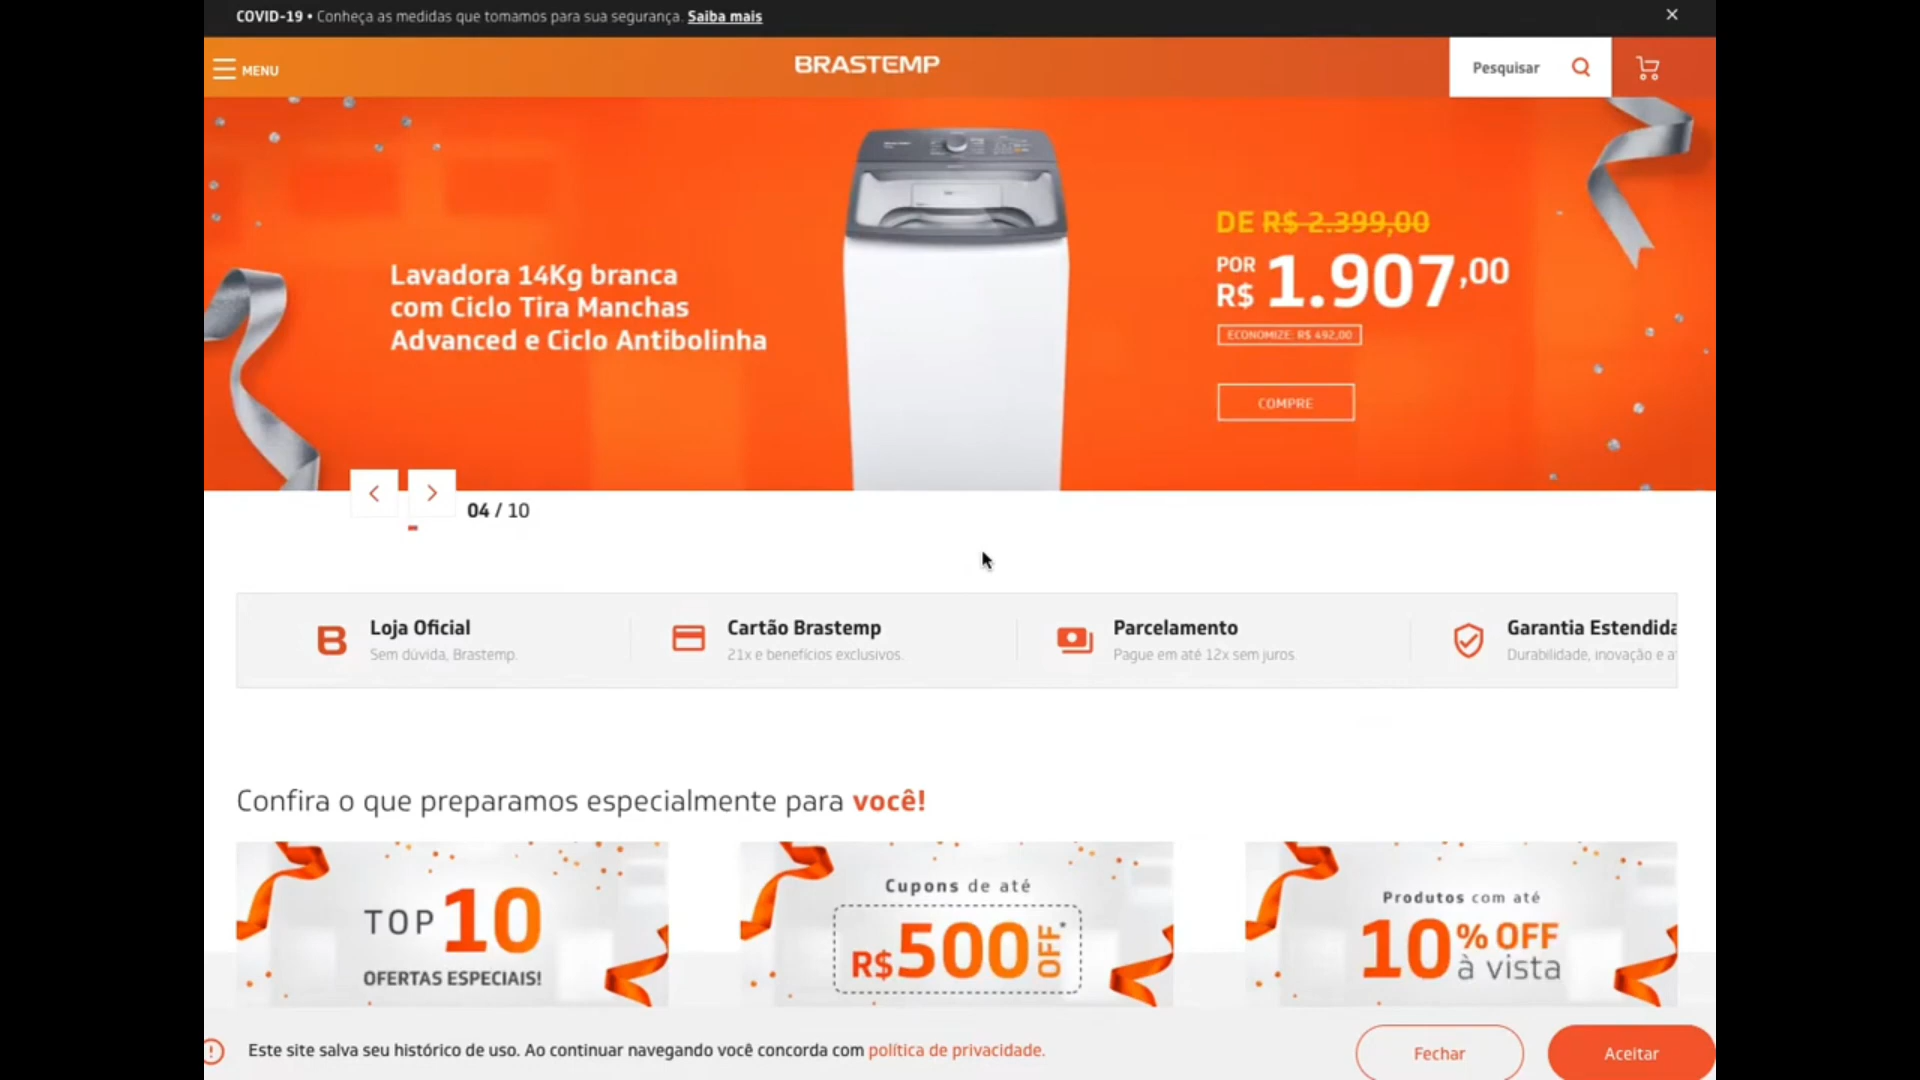 COVID-19 • Conheça as medidas que tomamos para sua segurança. Saiba mais
MENU
BRASTEMP
Pesquisar
Lavadora 14Kg branca
com Ciclo Tira Manchas
Advanced e Ciclo Antibolinha
DE R$ 2.399,00
POR
R$ 1.907,00
ECONOMIZE: R$ 492,00
COMPRE
04 / 10
Loja Oficial
Sem dúvida, Brastemp.
Cartão Brastemp
21x e benefícios exclusivos.
Parcelamento
Pague em até 12x sem juros.
Garantia Estendida
Durabilidade, inovação e a
Confira o que preparamos especialmente para você!
TOP 10
OFERTAS ESPECIAIS!
Cupons de até
R$500 OFF*
Produtos com até
10% OFF
à vista
Este site salva seu histórico de uso. Ao continuar navegando você concorda com política de privacidade.
Fechar
Aceitar